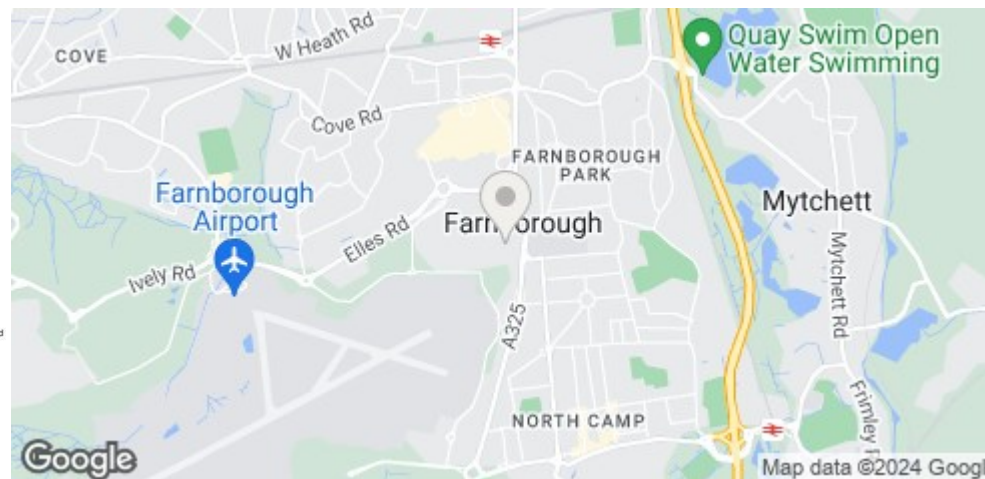 W Heath Rd
COVE
Quay Swim Open
Water Swimming
Cove Rd
FARNBOROUGH
PARK
Farnborough
Airport
Mytchett
Farnborough
Elles Rd
Ively Rd
Mytchett Rd
A325
Frimley
NORTH CAMP
Google
Map data ©2024 Googl